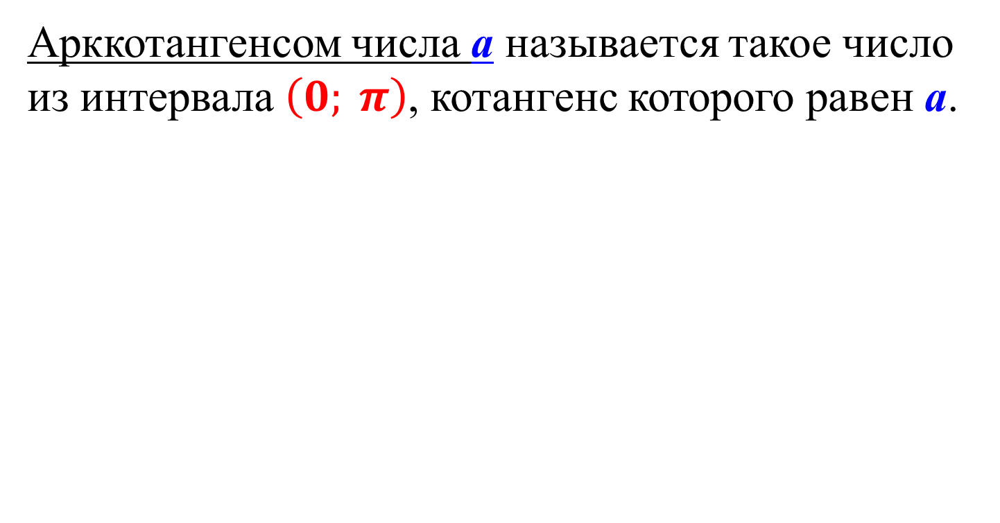 Арккотангенсом числа a называется такое число
из интервала (0; π), котангенс которого равен a.